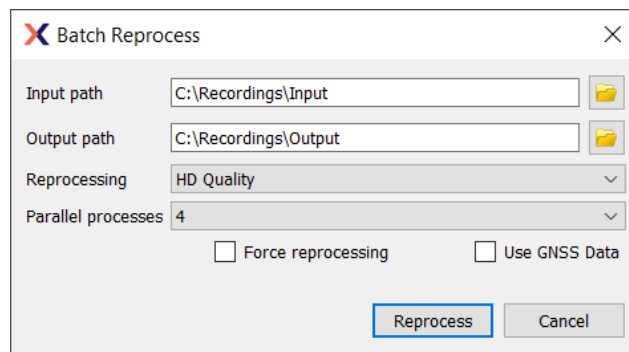 Batch Reprocess
Input path C:\Recordings\Input
Output path C:\Recordings\Output
Reprocessing HD Quality
Parallel processes 4
Force reprocessing Use GNSS Data
Reprocess Cancel